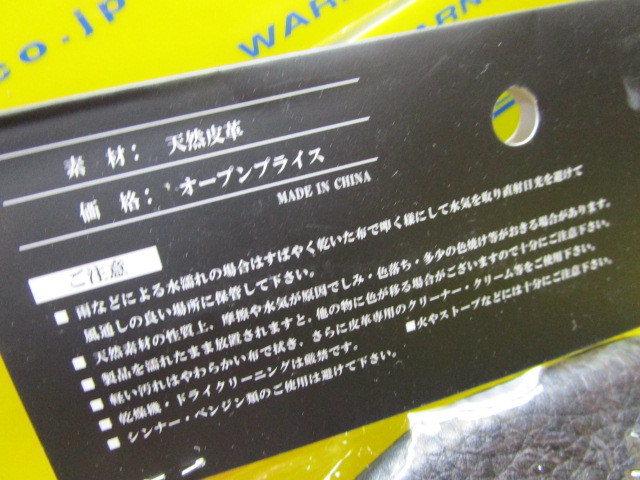 co.jp
WARN
WARN
素 材： 天然皮革
価 格： オープンプライス
MADE IN CHINA
ご注意
■ 雨などによる水濡れの場合はすばやく乾いた布で叩く様にして水気を取り直射日光を避けて
風通しの良い場所に保管して下さい。
■ 天然素材の性質上、摩擦や水気が原因でしみ・色落ち・多少の色焼け等がおきる場合があります。
■ 製品を濡れたまま放置されますと、他の物に色が移る場合がございますので十分にご注意下さい。
■ 軽い汚れはやわらかい布で拭き、さらに皮革専用のクリーナー・クリーム等をご使用下さい。
■ 乾燥機・ドライクリーニングは厳禁です。 ■火やストーブなどには十分にご注意下さい。
■ シンナー・ベンジン類のご使用は避けて下さい。